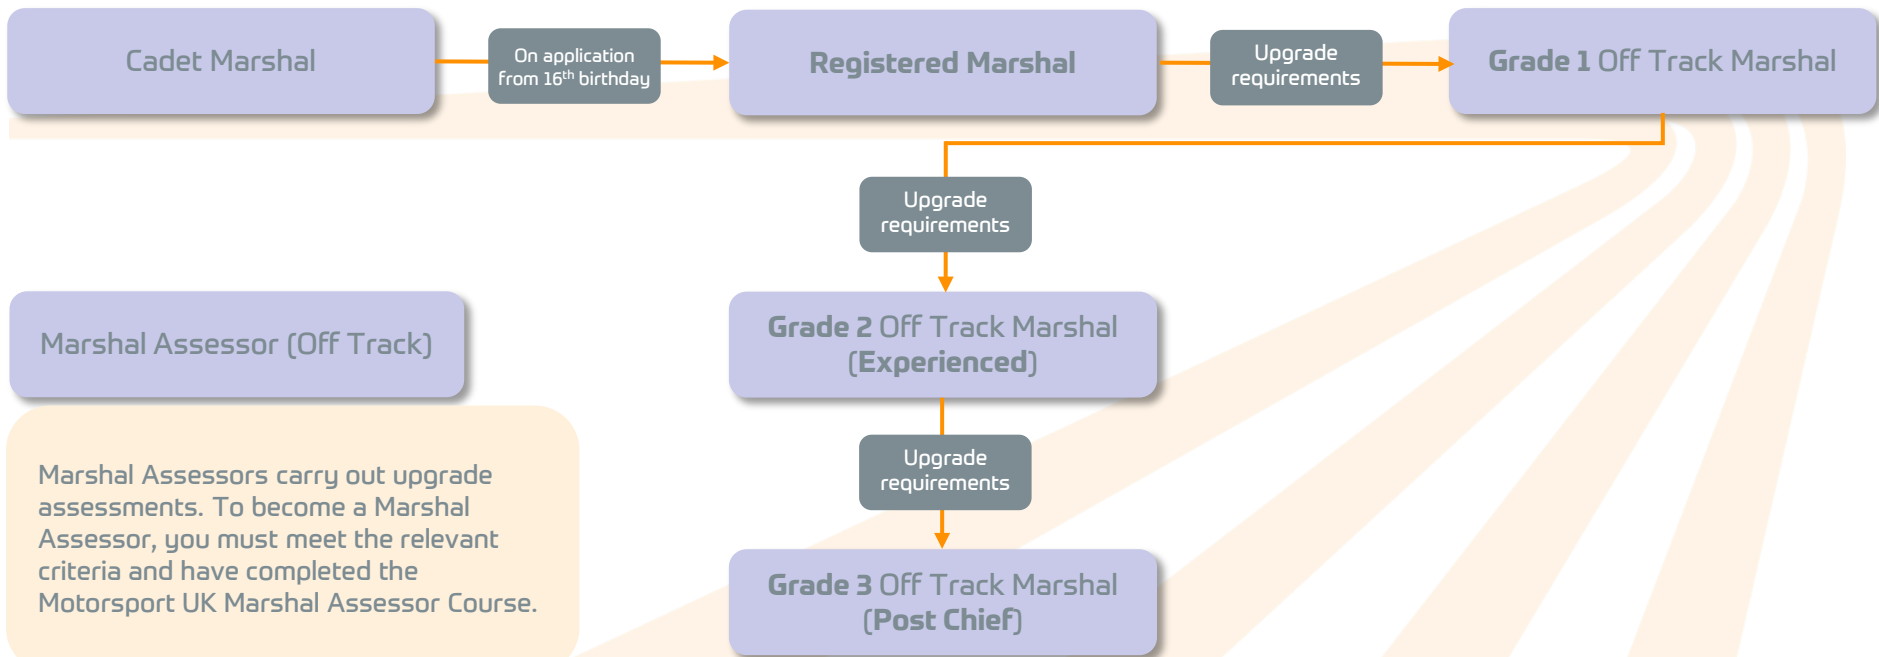 Cadet Marshal
On application
from 16th birthday
Registered Marshal
Upgrade
requirements
Grade 1 Off Track Marshal
Upgrade
requirements
Marshal Assessor (Off Track)
Grade 2 Off Track Marshal
(Experienced)
Marshal Assessors carry out upgrade
assessments. To become a Marshal
Assessor, you must meet the relevant
criteria and have completed the
Motorsport UK Marshal Assessor Course.
Upgrade
requirements
Grade 3 Off Track Marshal
(Post Chief)